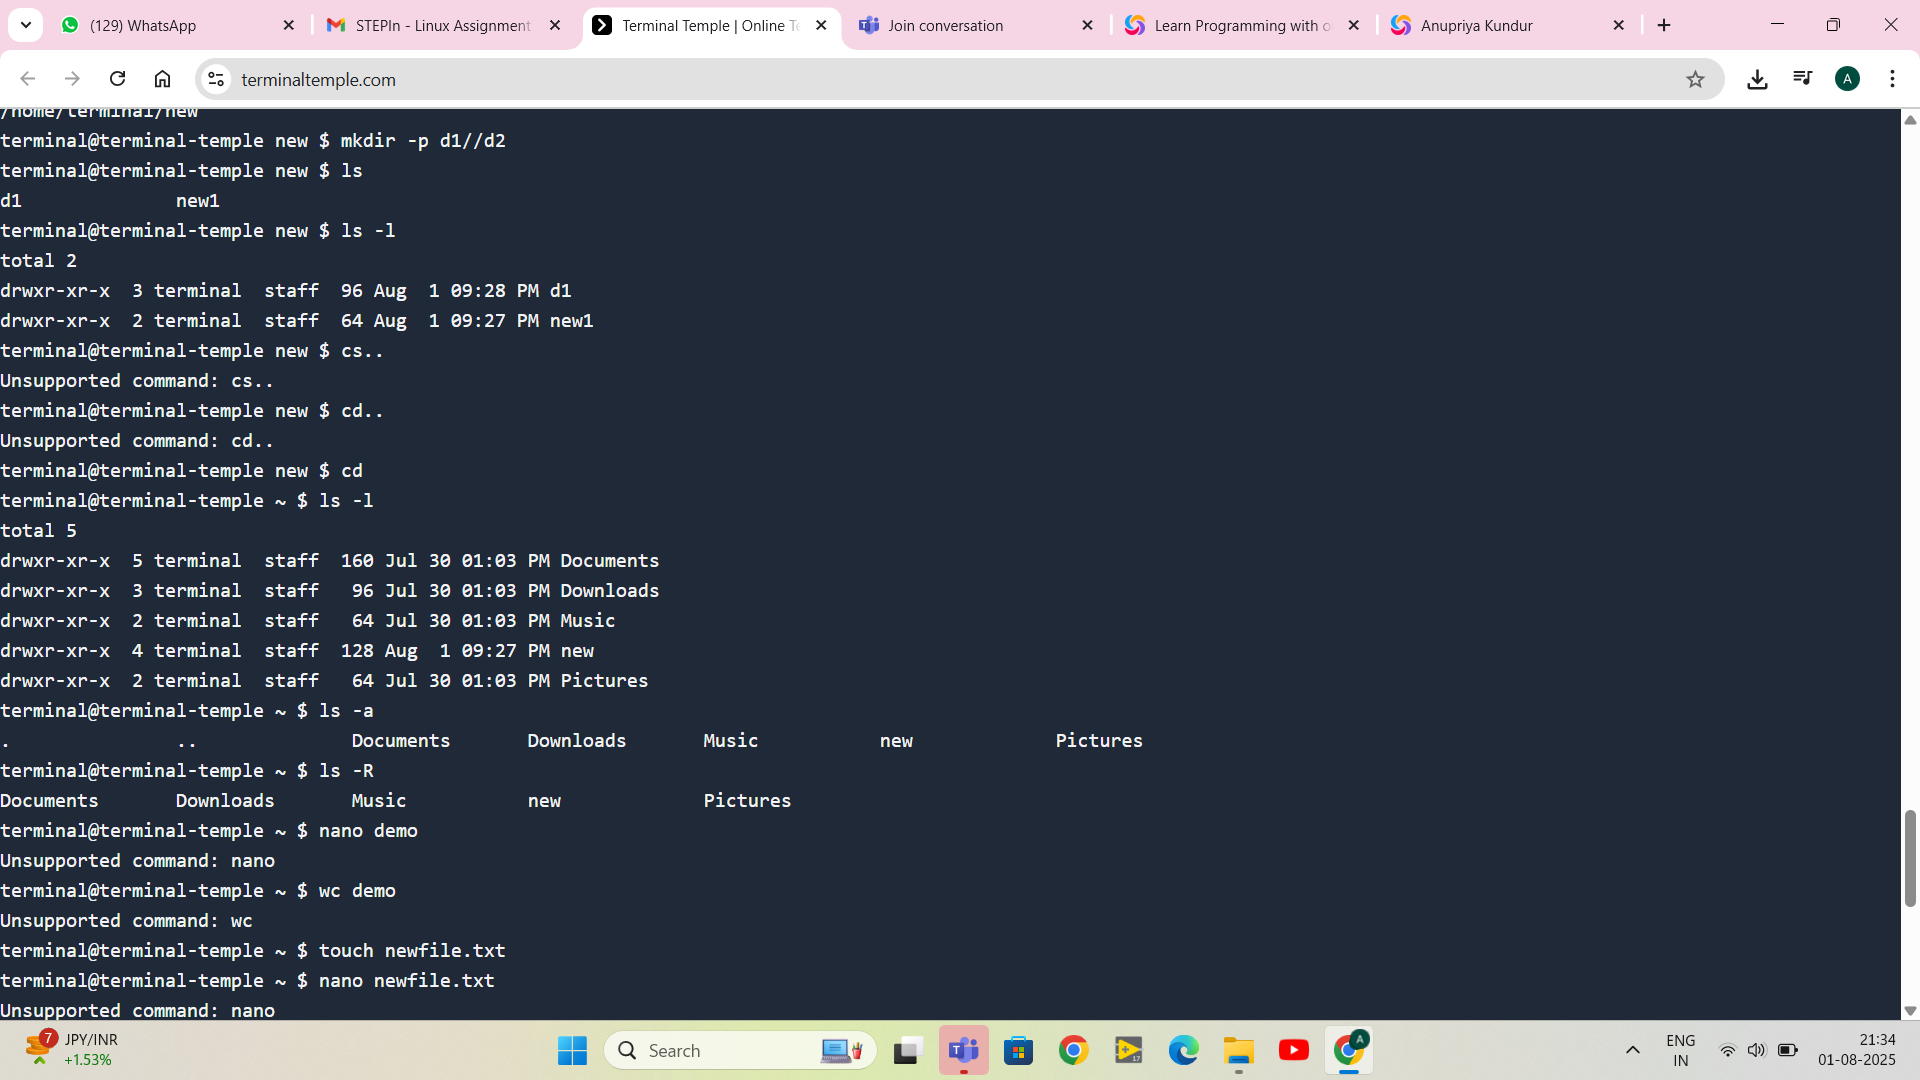 (129) WhatsApp
STEPIn - Linux Assignment
Terminal Temple | Online Te
Join conversation
Learn Programming with o
Anupriya Kundur
terminaltemple.com
A
/home/terminal/new
terminal@terminal-temple new $ mkdir -p d1//d2
terminal@terminal-temple new $ ls
d1 new1
terminal@terminal-temple new $ ls -l
total 2
drwxr-xr-x 3 terminal staff 96 Aug 1 09:28 PM d1
drwxr-xr-x 2 terminal staff 64 Aug 1 09:27 PM new1
terminal@terminal-temple new $ cs..
Unsupported command: cs..
terminal@terminal-temple new $ cd..
Unsupported command: cd..
terminal@terminal-temple new $ cd
terminal@terminal-temple ~ $ ls -l
total 5
drwxr-xr-x 5 terminal staff 160 Jul 30 01:03 PM Documents
drwxr-xr-x 3 terminal staff 96 Jul 30 01:03 PM Downloads
drwxr-xr-x 2 terminal staff 64 Jul 30 01:03 PM Music
drwxr-xr-x 4 terminal staff 128 Aug 1 09:27 PM new
drwxr-xr-x 2 terminal staff 64 Jul 30 01:03 PM Pictures
terminal@terminal-temple ~ $ ls -a
. .. Documents Downloads Music new Pictures
terminal@terminal-temple ~ $ ls -R
Documents Downloads Music new Pictures
terminal@terminal-temple ~ $ nano demo
Unsupported command: nano
terminal@terminal-temple ~ $ wc demo
Unsupported command: wc
terminal@terminal-temple ~ $ touch newfile.txt
terminal@terminal-temple ~ $ nano newfile.txt
Unsupported command: nano
7
JPY/INR
+1.53%
Search
17
A
ENG
IN
21:34
01-08-2025